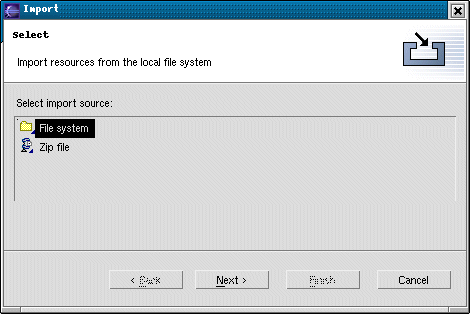 Import
Select
Import resources from the local file system
Select import source:
File system
Zip file
< Back Next > Finish Cancel